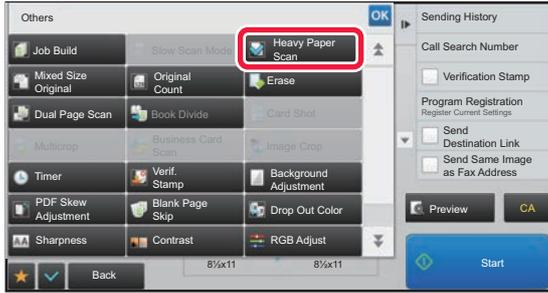 Others
OK
Job Build
Slow Scan Mode
Heavy Paper
Scan
Mixed Size
Original
Original
Count
Erase
Dual Page Scan
Book Divide
Card Shot
Multicrop
Business Card
Scan
Image Crop
Timer
Verif.
Stamp
Background
Adjustment
PDF Skew
Adjustment
Blank Page
Skip
Drop Out Color
AA Sharpness
Contrast
RGB Adjust
Back
8½x11
8½x11
Sending History
Call Search Number
Verification Stamp
Program Registration
Register Current Settings
Send
Destination Link
Send Same Image
as Fax Address
Preview
CA
Start